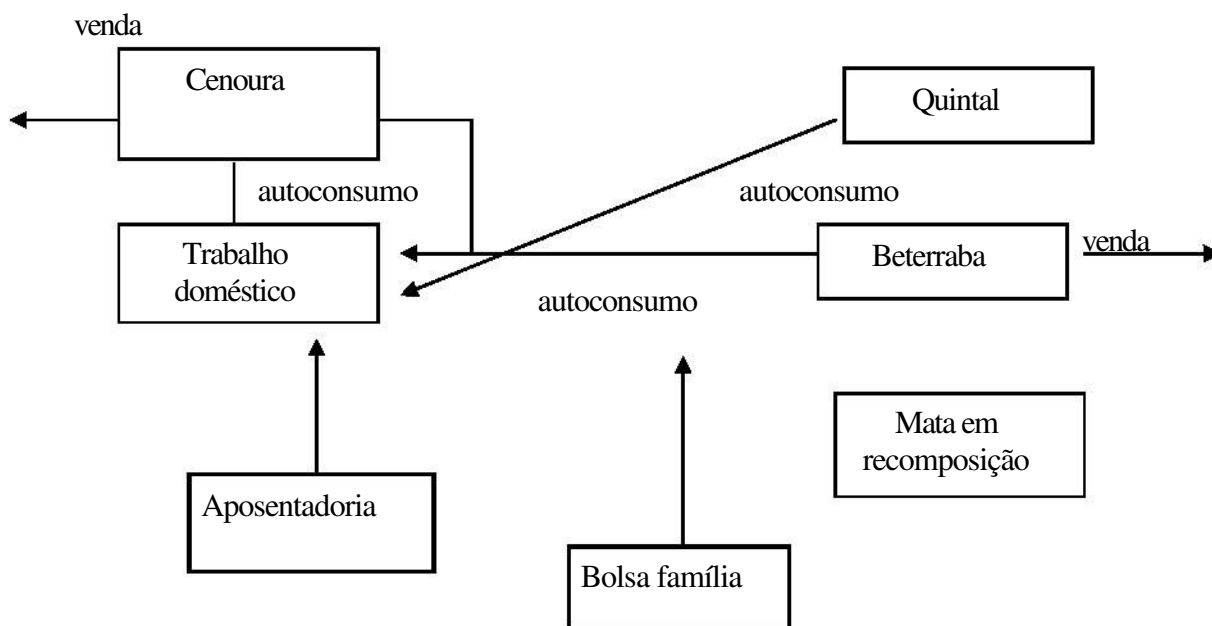 venda
Cenoura
Quintal
autoconsumo
autoconsumo
Trabalho
doméstico
Beterraba
venda
autoconsumo
Mata em
recomposição
Aposentadoria
Bolsa família